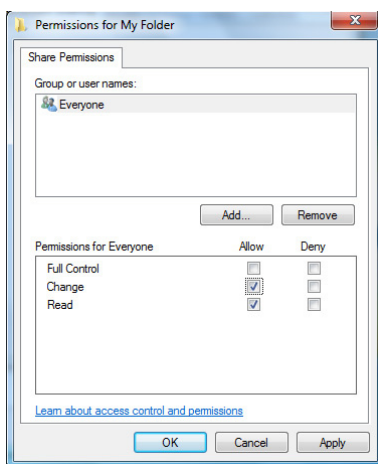 Permissions for My Folder
Share Permissions
Group or user names:
Everyone
Add... Remove
Permissions for Everyone Allow Deny
Full Control
Change
Read
Learn about access control and permissions
OK Cancel Apply